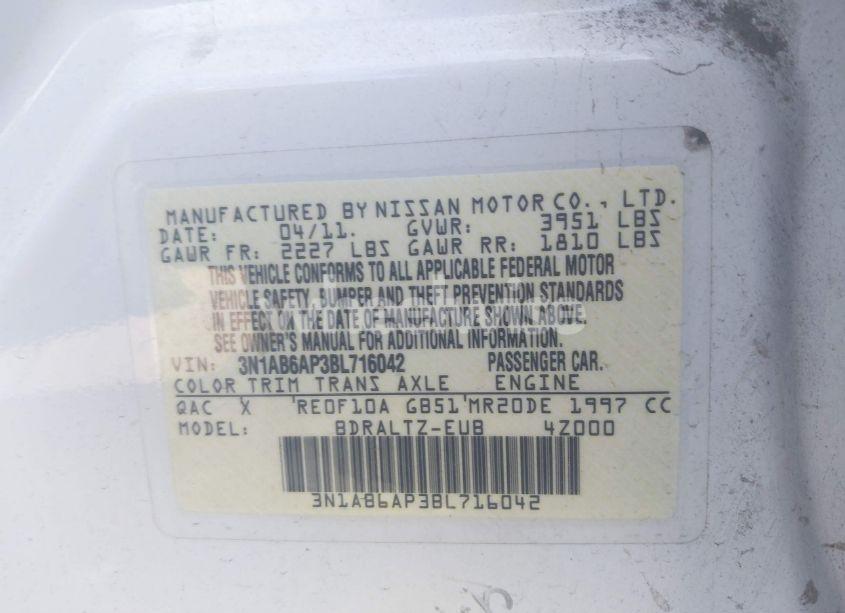 MANUFACTURED BY NISSAN MOTOR CO., LTD.
DATE: 04/11. GVWR: 3951 LBS
GAWR FR: 2227 LBS GAWR RR: 1810 LBS
THIS VEHICLE CONFORMS TO ALL APPLICABLE FEDERAL MOTOR
VEHICLE SAFETY, BUMPER AND THEFT PREVENTION STANDARDS
IN EFFECT ON THE DATE OF MANUFACTURE SHOWN ABOVE.
SEE OWNER'S MANUAL FOR ADDITIONAL INFORMATION.
VIN: 3N1AB6AP3BL716042 PASSENGER CAR.
COLOR TRIM TRANS AXLE ENGINE
QAC X 'RE0F10A GB51'MR20DE 1997 CC
MODEL: BDRALTZ-EUB 4Z000
3N1AB6AP3BL716042